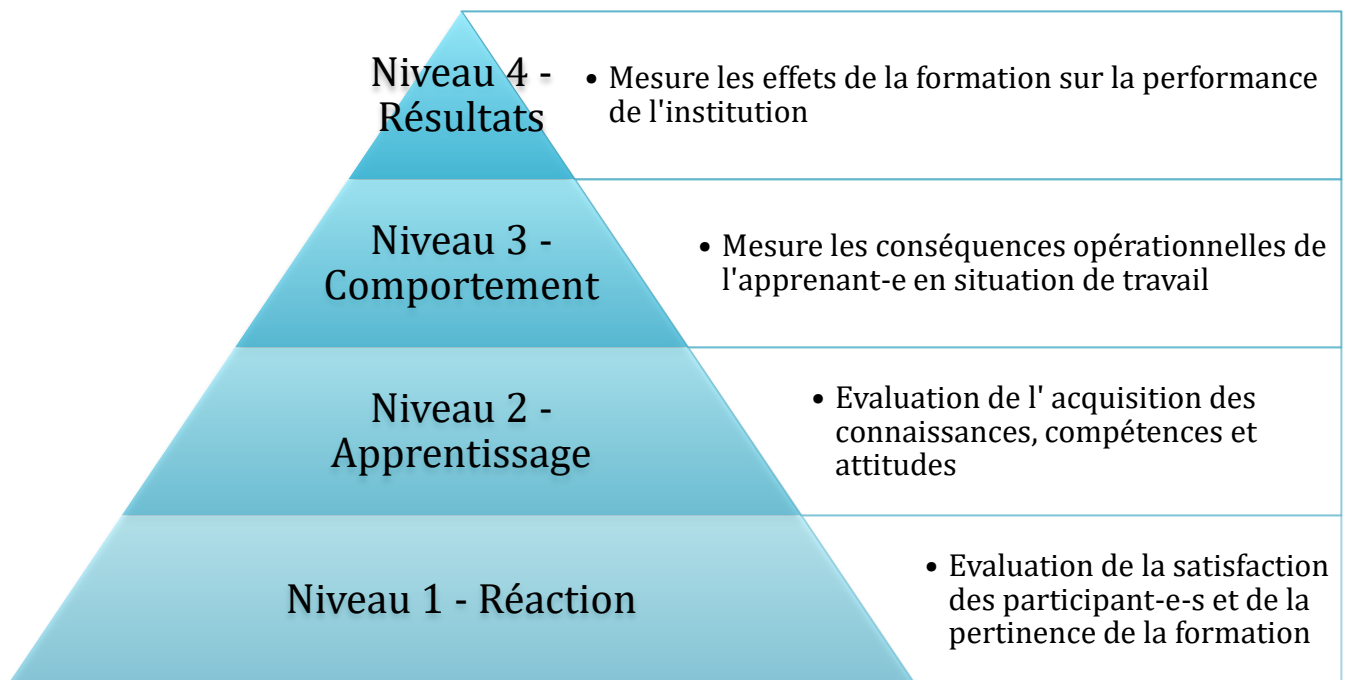 Niveau 4 -
Résultats
• Mesure les effets de la formation sur la performance
de l'institution
Niveau 3 -
Comportement
• Mesure les conséquences opérationnelles de
l'apprenant-e en situation de travail
Niveau 2 -
Apprentissage
• Evaluation de l' acquisition des
connaissances, compétences et
attitudes
Niveau 1 - Réaction
• Evaluation de la satisfaction
des participant-e-s et de la
pertinence de la formation